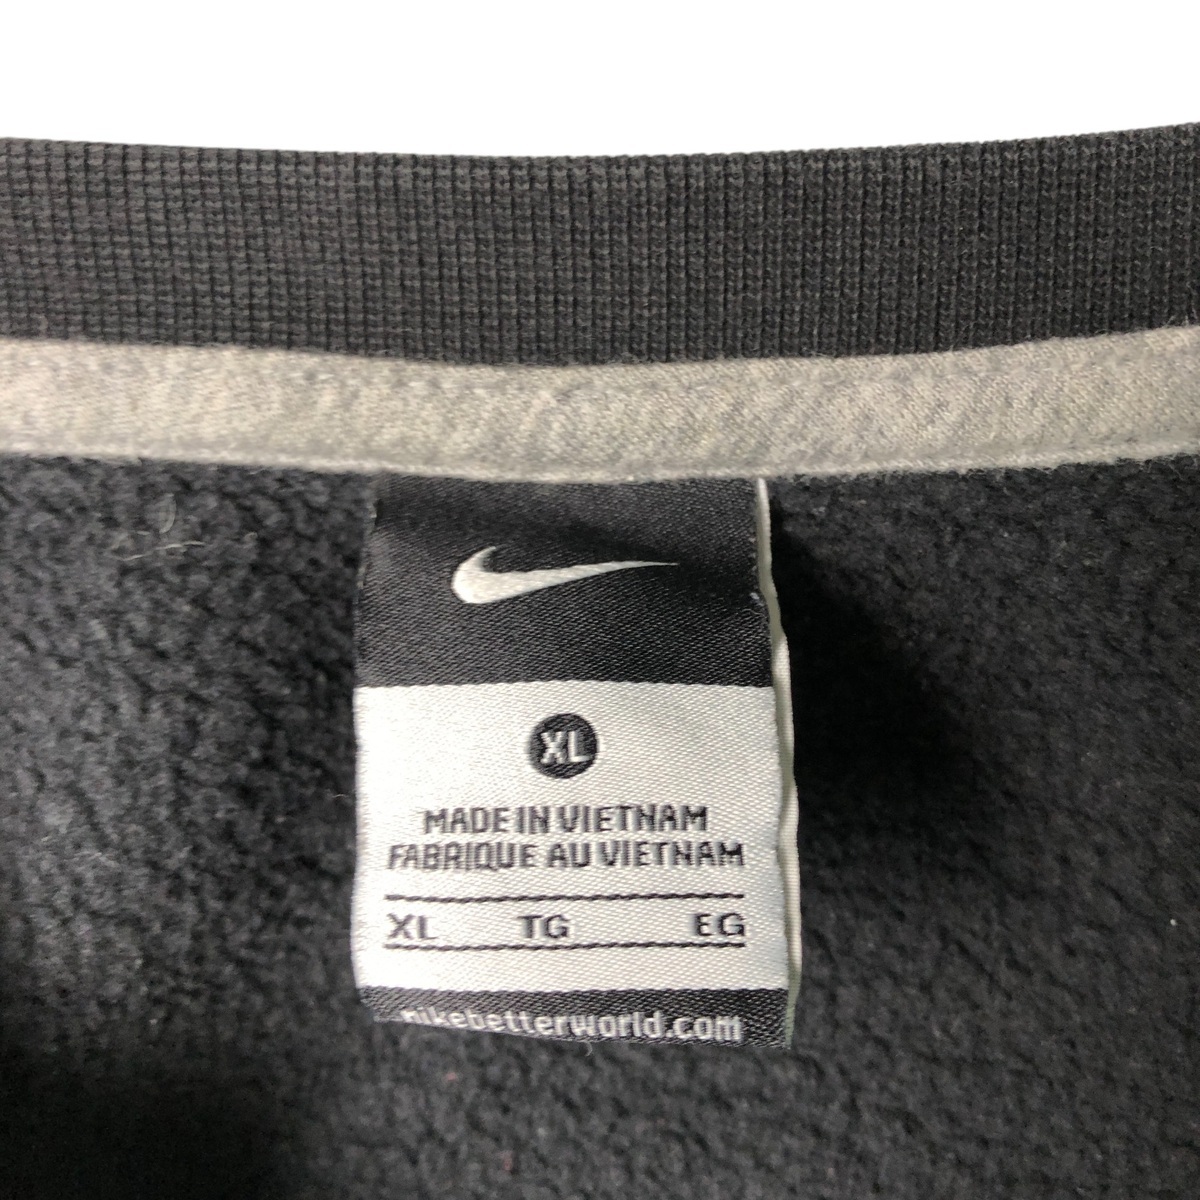 XL
MADE IN VIETNAM
FABRIQUE AU VIETNAM
XL TG EG
nikebetterworld.com